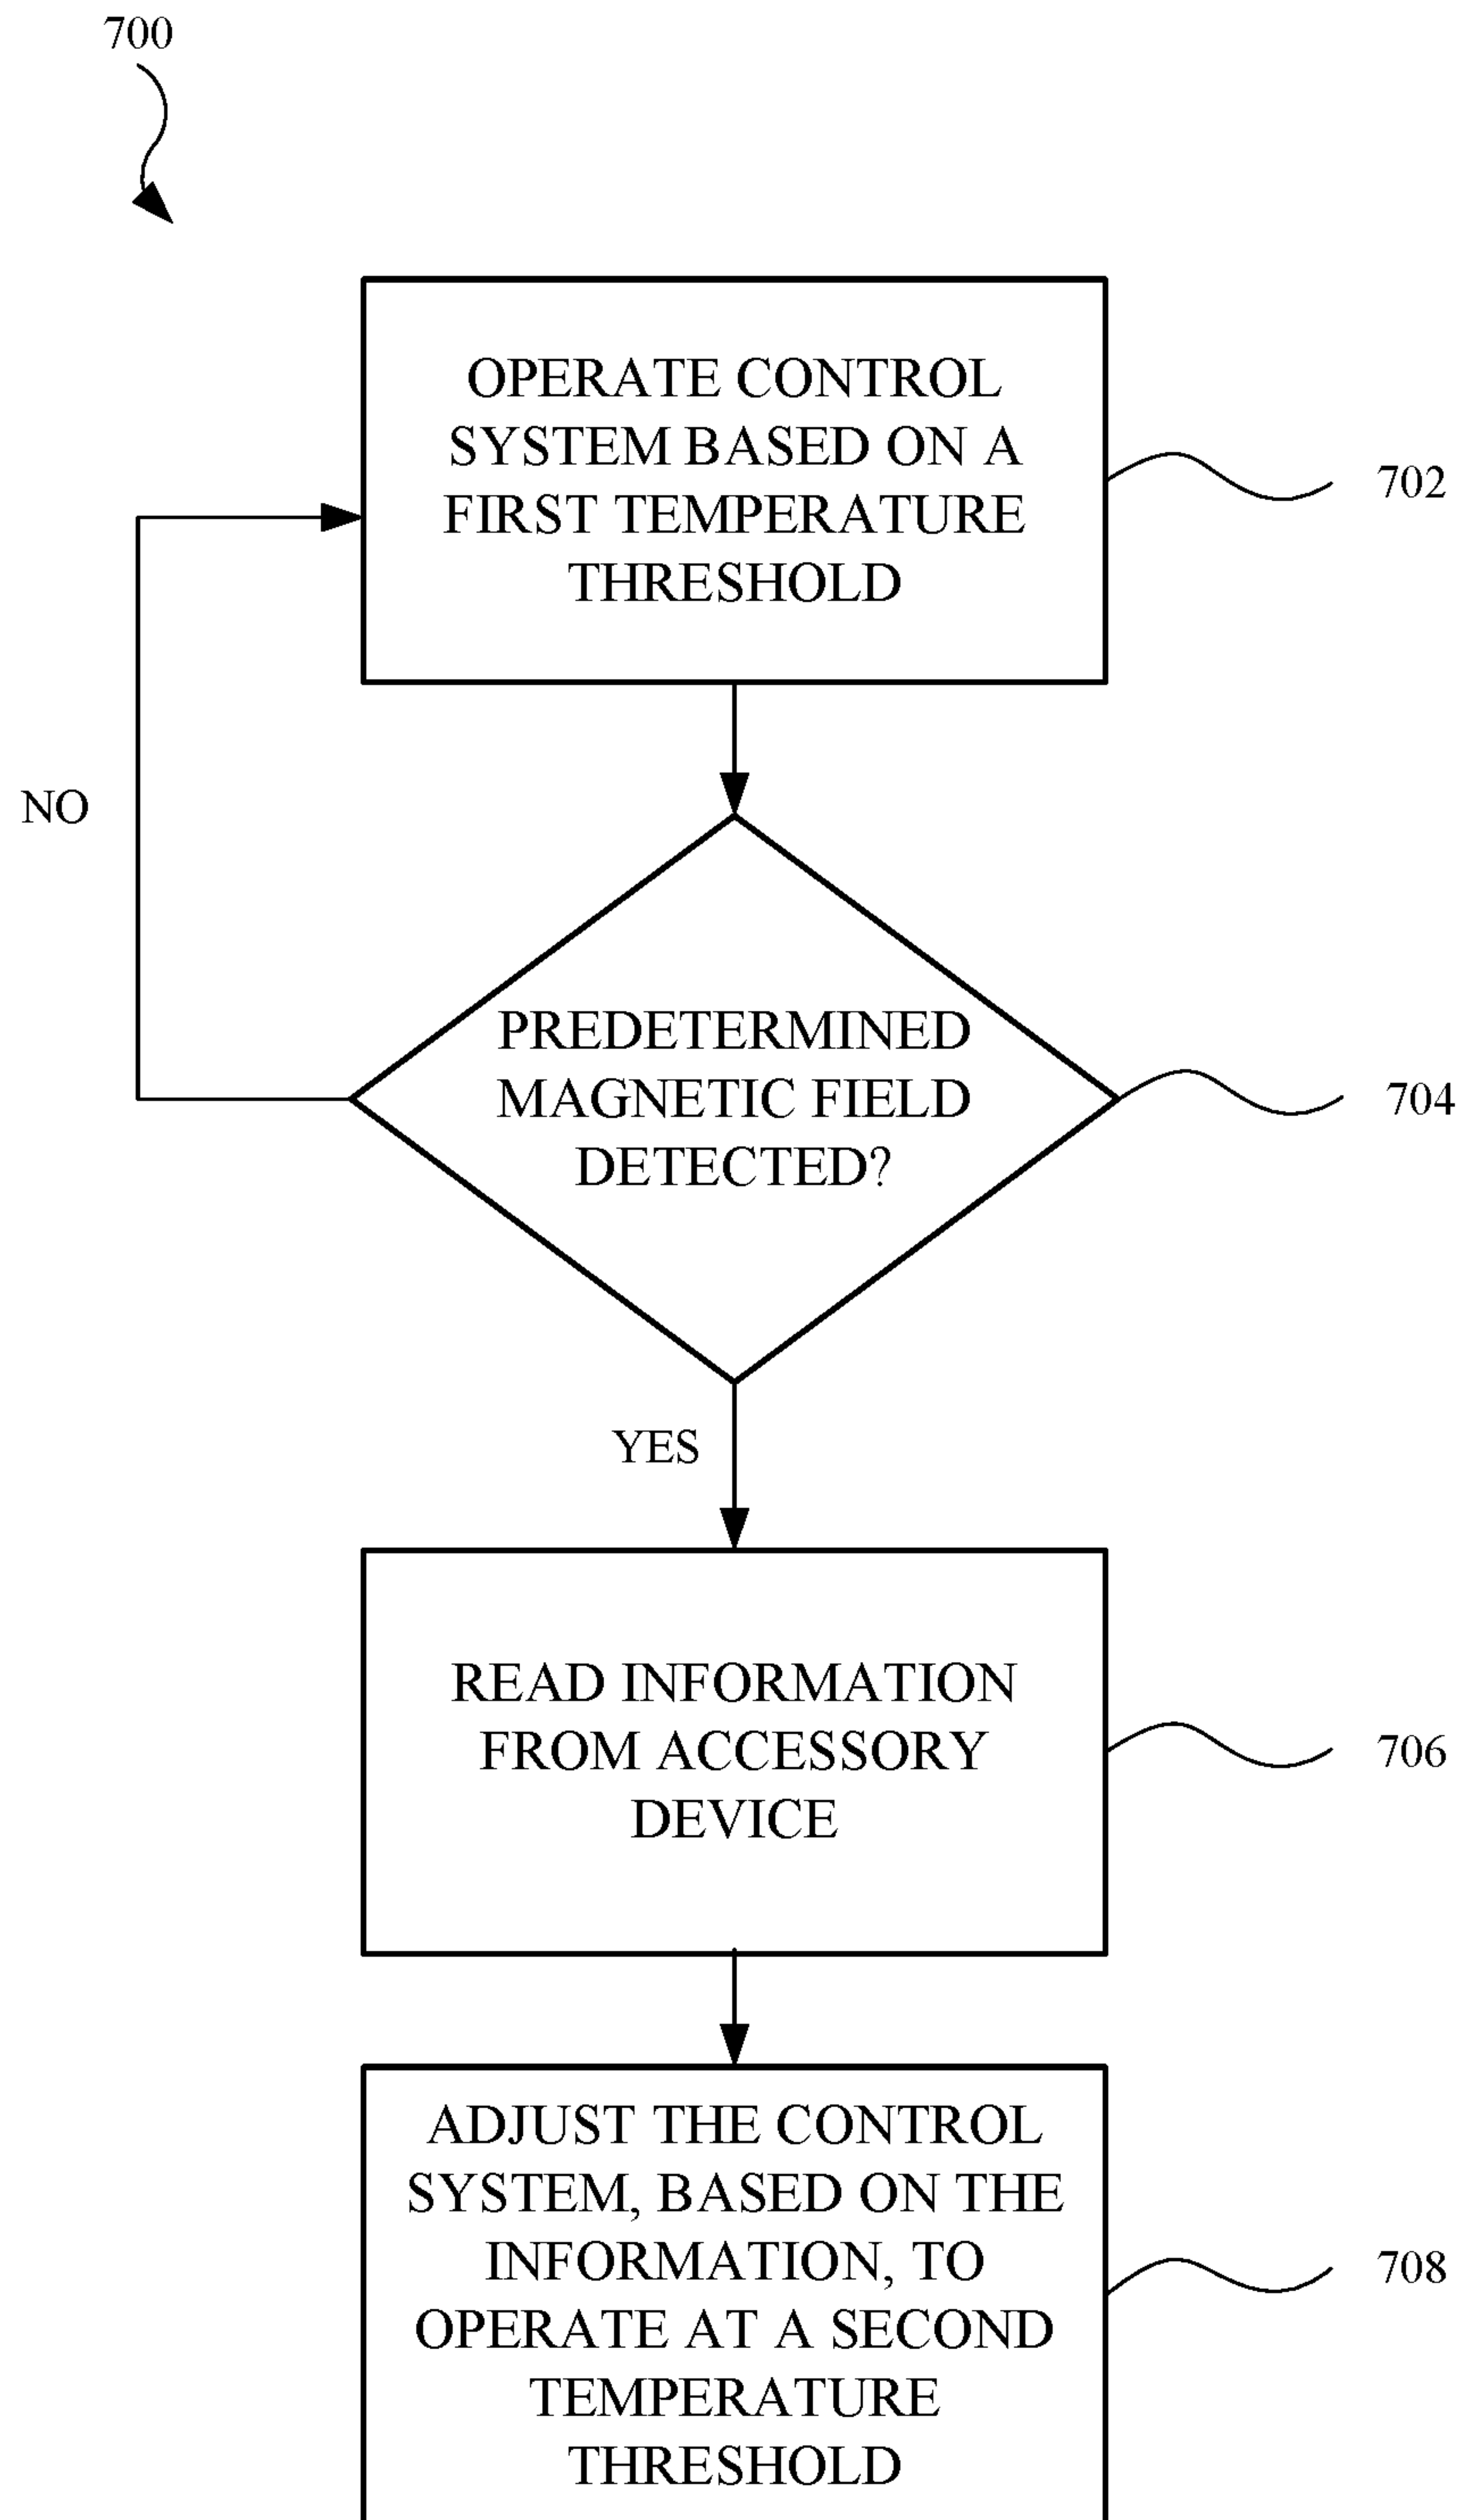 700
OPERATE CONTROL
SYSTEM BASED ON A
FIRST TEMPERATURE
THRESHOLD
702
NO
PREDETERMINED
MAGNETIC FIELD
DETECTED?
704
YES
READ INFORMATION
FROM ACCESSORY
DEVICE
706
ADJUST THE CONTROL
SYSTEM, BASED ON THE
INFORMATION, TO
OPERATE AT A SECOND
TEMPERATURE
THRESHOLD
708